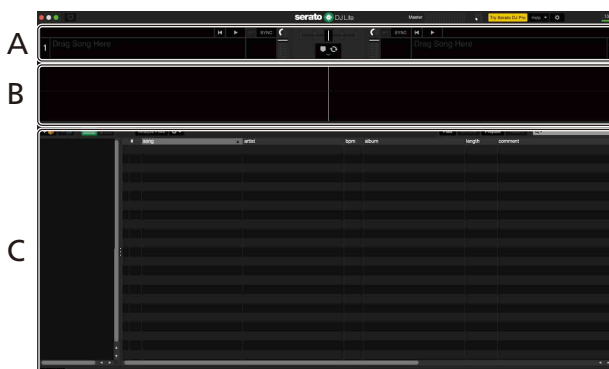 serato DJ Lite Master Try Serato DJ Pro Help
A
SYNC SYNC
1 Drag Song Here Drag Song Here
B
C
# song artist bpm album length comment